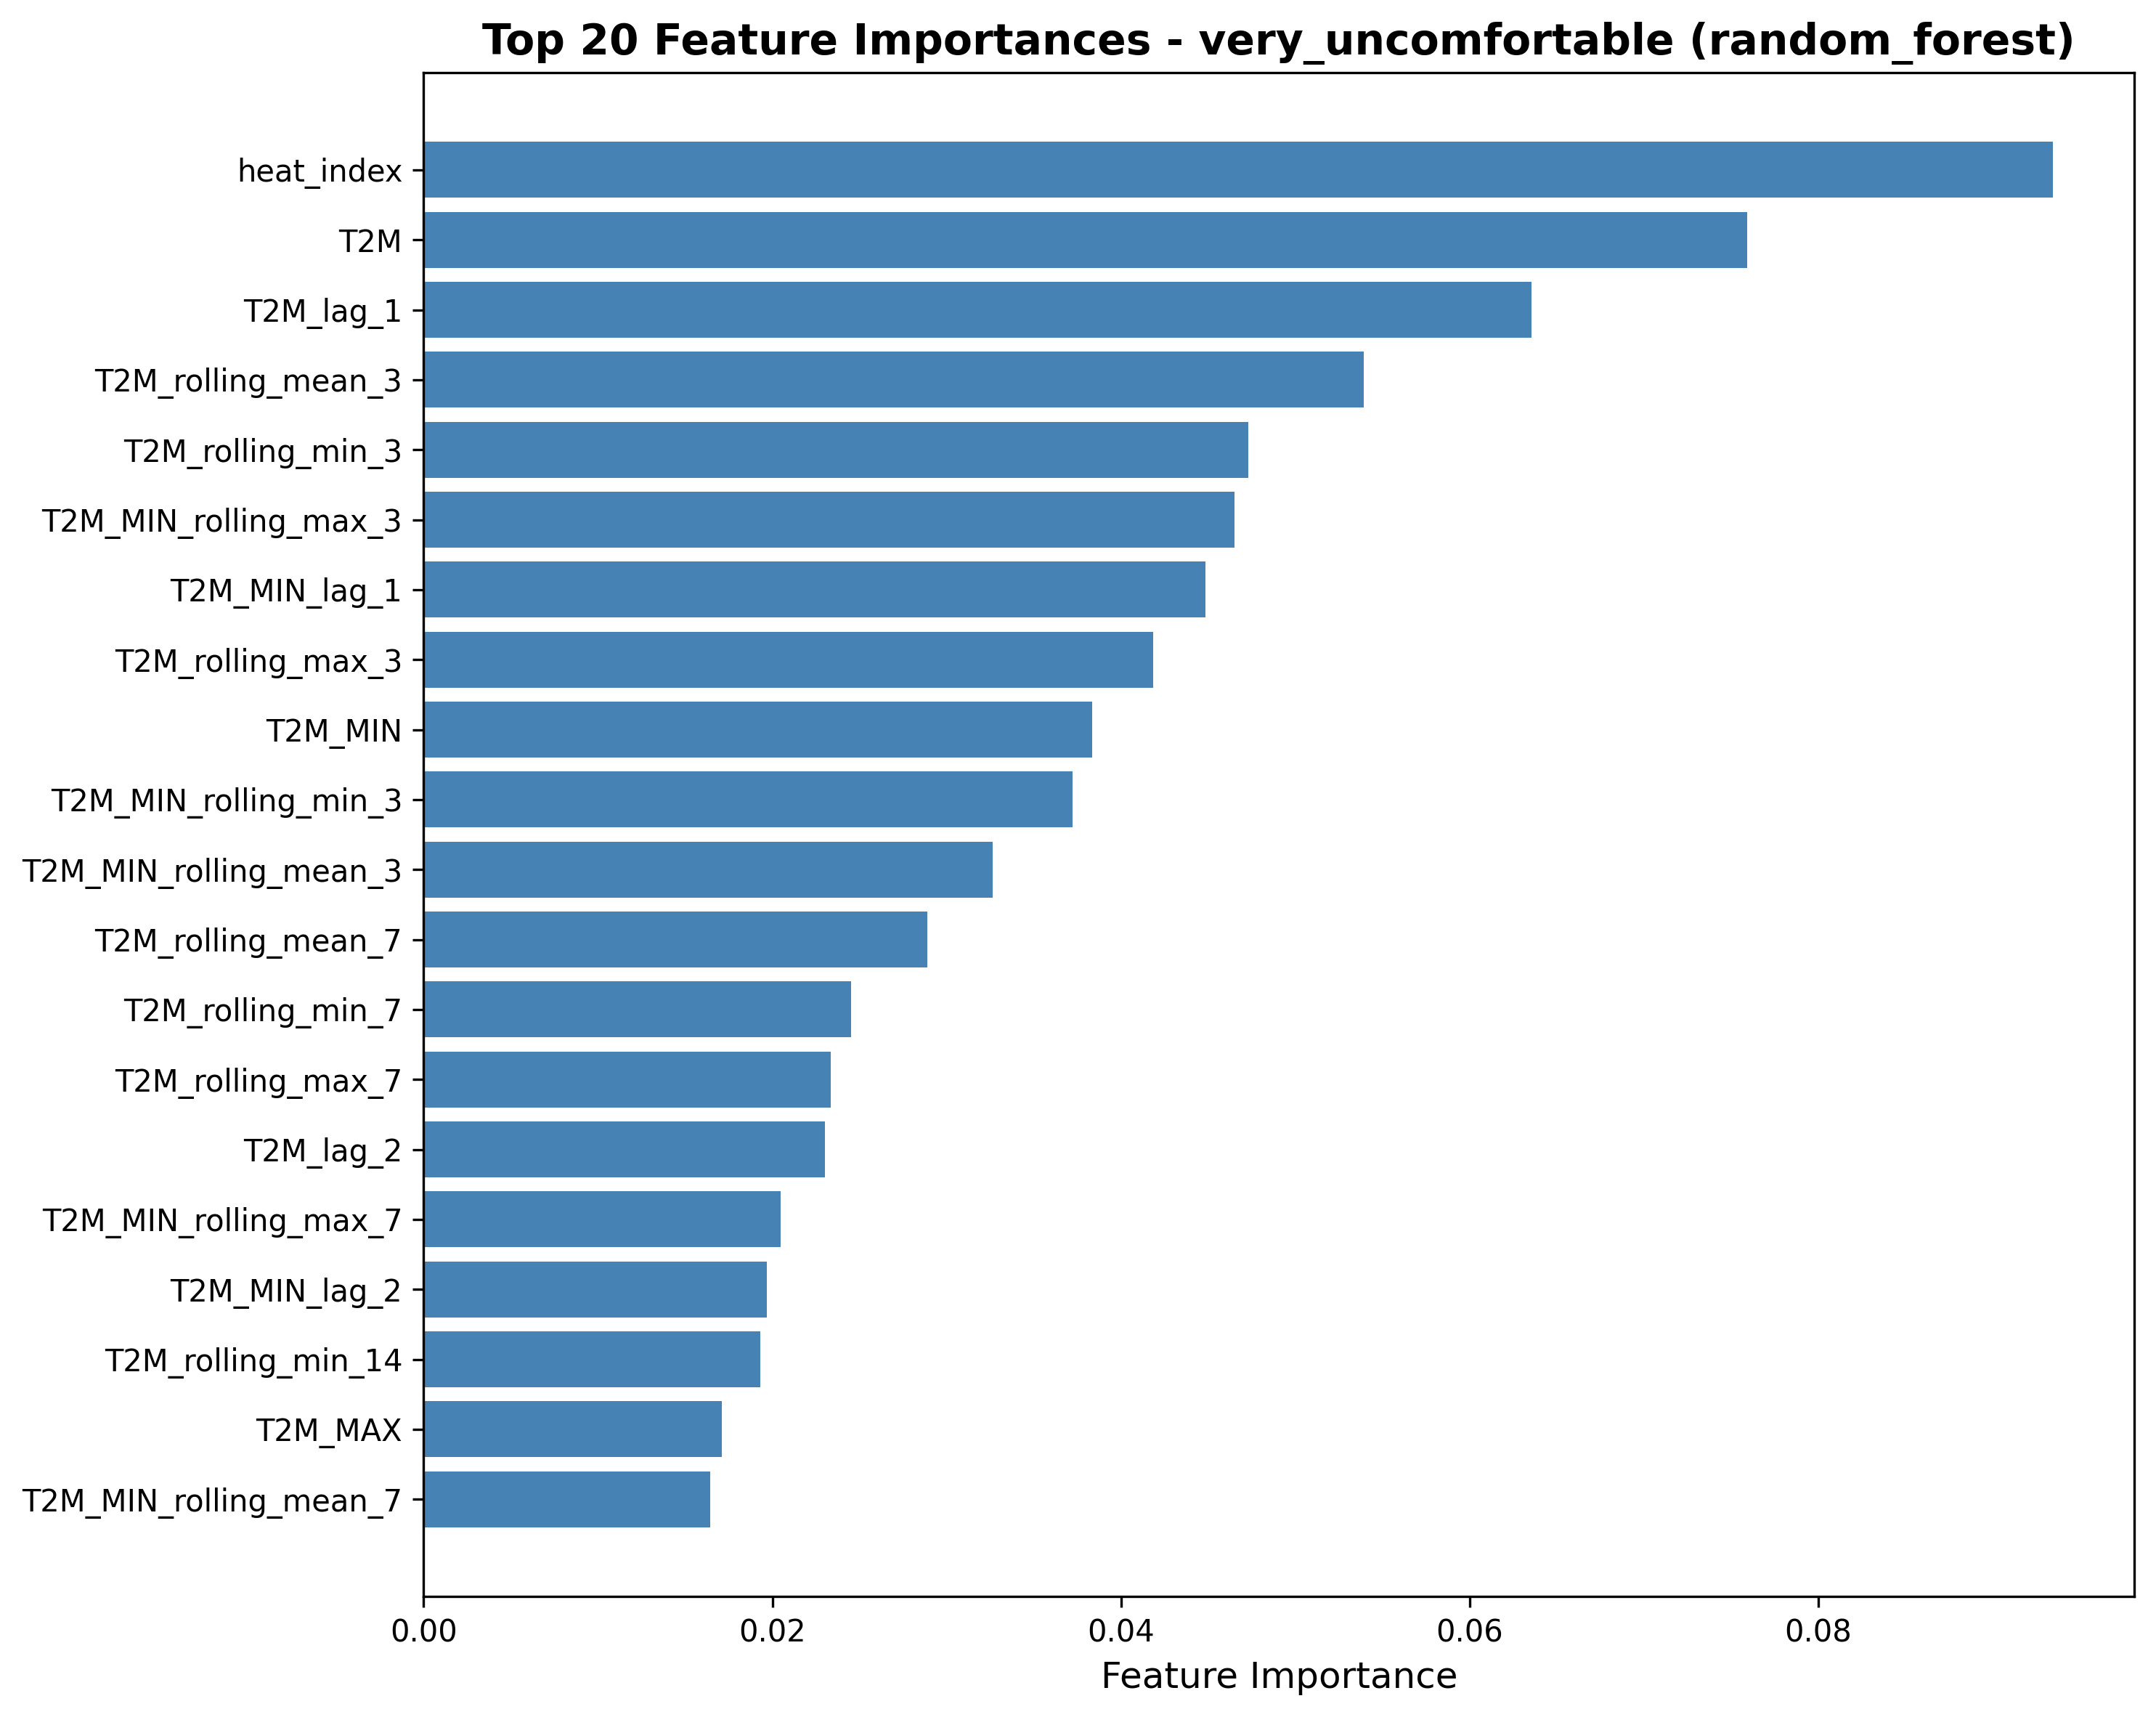 Top 20 Feature Importances - very_uncomfortable (random_forest)
heat_index
T2M
T2M_lag_1
T2M_rolling_mean_3
T2M_rolling_min_3
T2M_MIN_rolling_max_3
T2M_MIN_lag_1
T2M_rolling_max_3
T2M_MIN
T2M_MIN_rolling_min_3
T2M_MIN_rolling_mean_3
T2M_rolling_mean_7
T2M_rolling_min_7
T2M_rolling_max_7
T2M_lag_2
T2M_MIN_rolling_max_7
T2M_MIN_lag_2
T2M_rolling_min_14
T2M_MAX
T2M_MIN_rolling_mean_7
0.00 0.02 0.04 0.06 0.08
Feature Importance